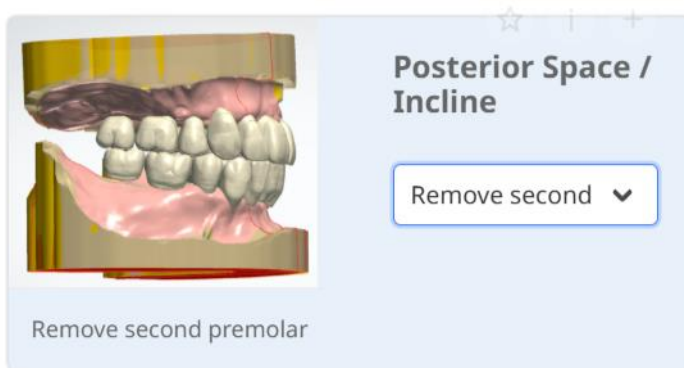 Posterior Space /
Incline
Remove second
Remove second premolar